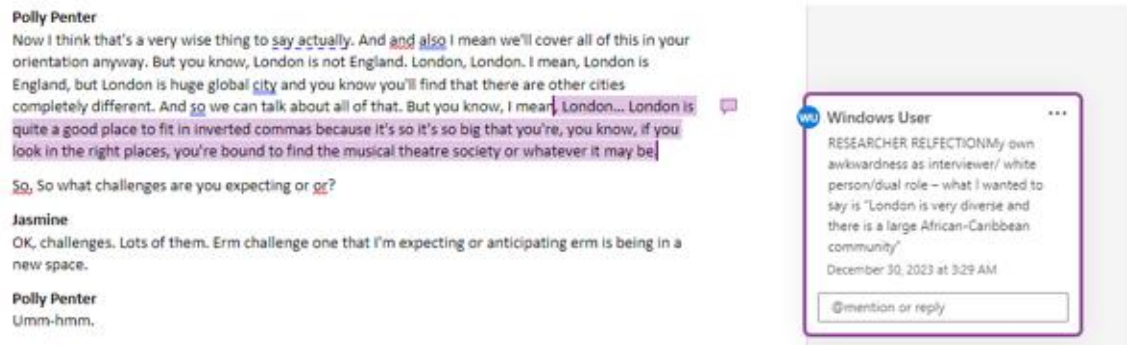 Polly Penter
Now I think that's a very wise thing to say actually. And and also I mean we'll cover all of this in your
orientation anyway. But you know, London is not England. London, London. I mean, London is
England, but London is huge global city and you know you'll find that there are other cities
completely different. And so we can talk about all of that. But you know, I mean, London... London is
quite a good place to fit in inverted commas because it's so it's so big that you're, you know, if you
look in the right places, you're bound to find the musical theatre society or whatever it may be.
So, So what challenges are you expecting or or?
Jasmine
OK, challenges. Lots of them. Erm challenge one that I'm expecting or anticipating erm is being in a
new space.
Polly Penter
Umm-hmm.
WU Windows User
RESEARCHER RELFECTIONMy own
awkwardness as interviewer/ white
person/dual role – what I wanted to
say is "London is very diverse and
there is a large African-Caribbean
community"
December 30, 2023 at 3:29 AM
@mention or reply